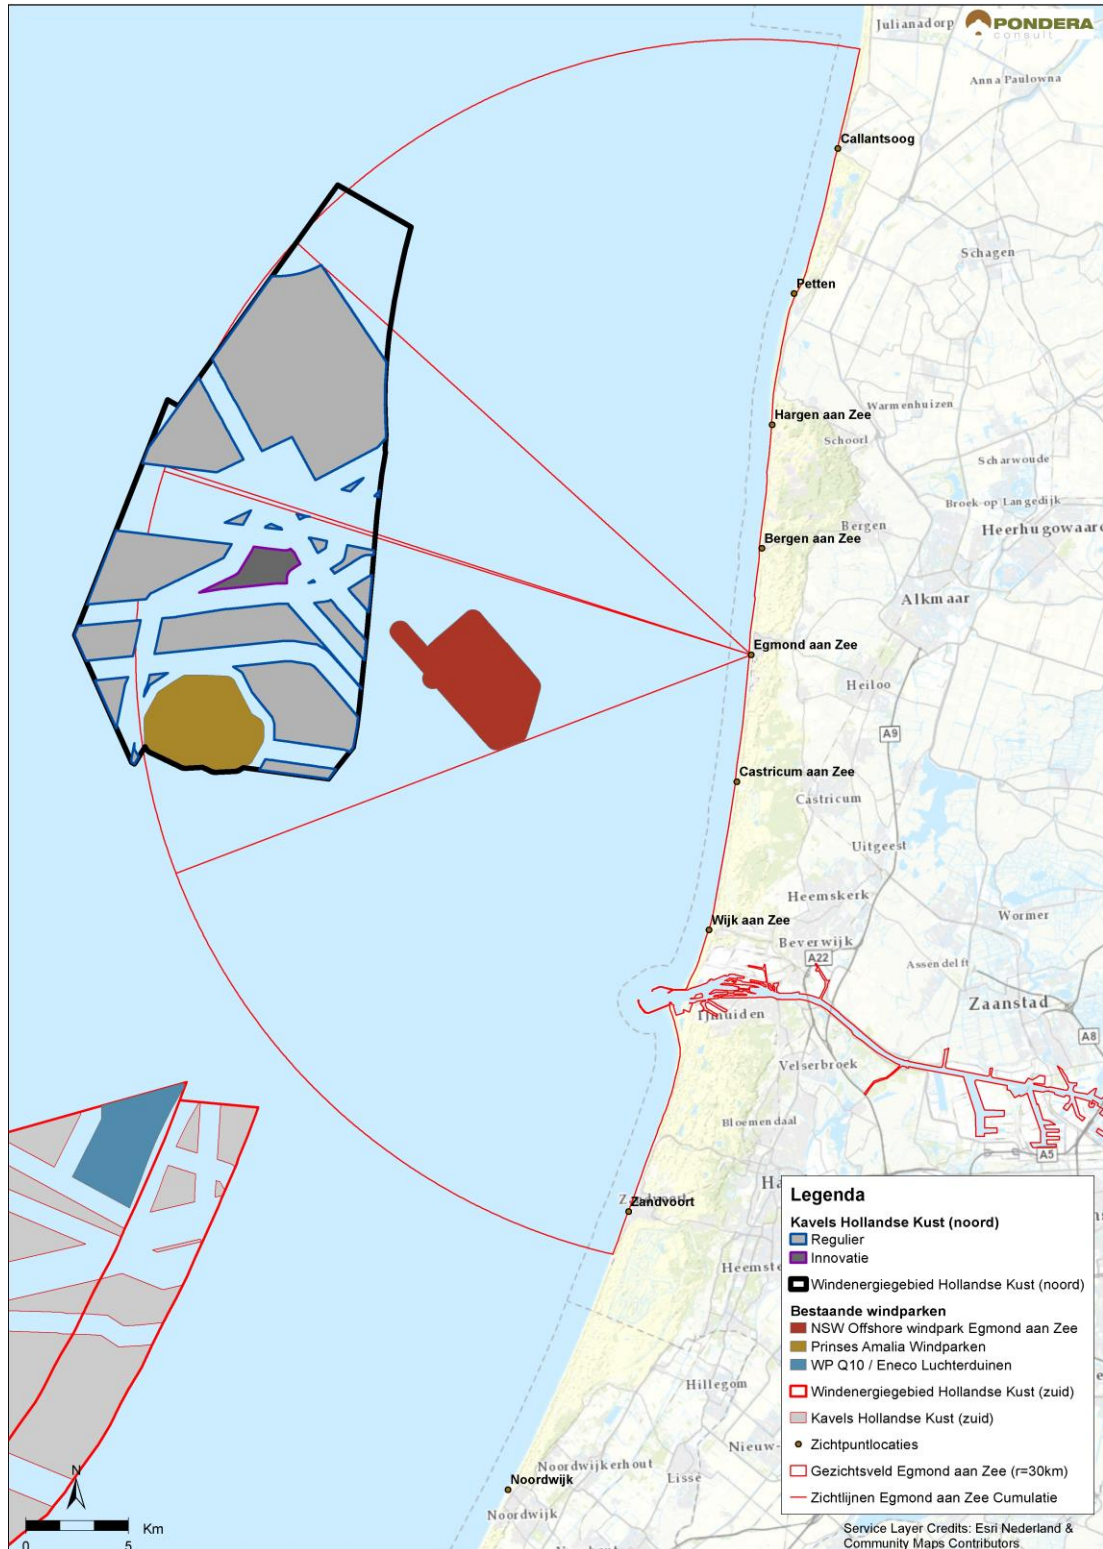 Julianadorp
PONDERA
consult
Anna Paulowna
Callantsoog
Schagen
Petten
Warmenhuizen
Hargen aan Zee
Schoorl
Scharwoude
Broek op Langedijk
Bergen
Heerhugowaard
Bergen aan Zee
Alkmaar
Egmond aan Zee
Heiloo
A9
Castricum aan Zee
Castricum
Uitgeest
Heemskerk
Wormer
Wijk aan Zee
Beverwijk
A22
Assendelft
Zaanstad
IJmuiden
A8
Velserbroek
Bloemendaal
A5
Zandvoort
Zandvoort
Legenda
Kavels Hollandse Kust (noord)
Regulier
Innovatie
Windenergiegebied Hollandse Kust (noord)
Bestaande windparken
NSW Offshore windpark Egmond aan Zee
Prinses Amalia Windparken
WP Q10 / Eneco Luchterduinen
Windenergiegebied Hollandse Kust (zuid)
Kavels Hollandse Kust (zuid)
Zichtpuntlocaties
Gezichtsveld Egmond aan Zee (r=30km)
Zichtlijnen Egmond aan Zee Cumulatie
Hillegom
Noordwijkerhout
Lisse
Noordwijk
Noordwijk
N
Km
0 5
Service Layer Credits: Esri Nederland &
Community Maps Contributors